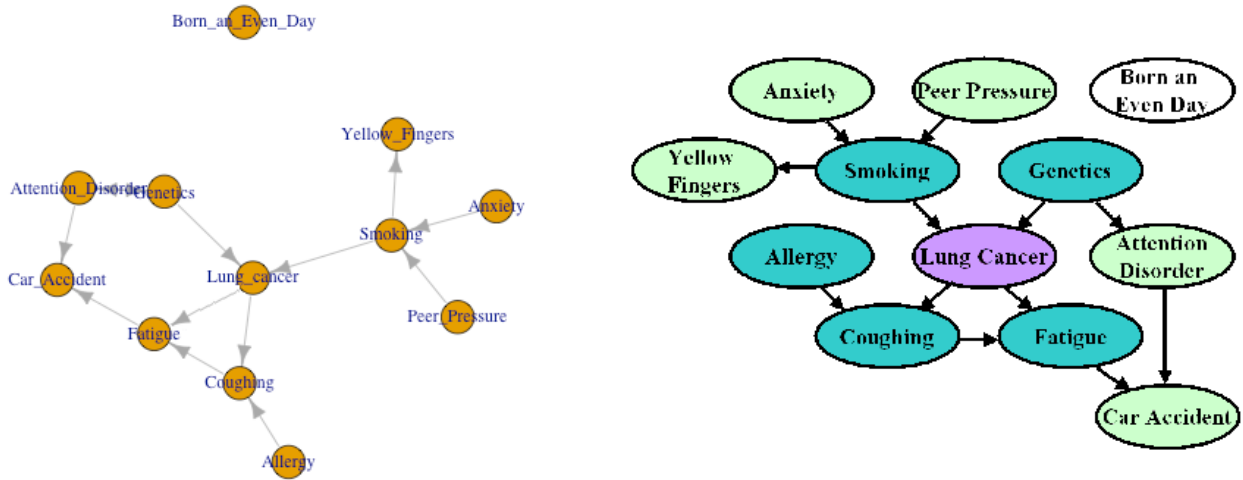 Born_an_Even_Day
Yellow_Fingers
Attention_Disorder
Genetics
Anxiety
Smoking
Car_Accident
Lung_cancer
Peer_Pressure
Fatigue
Coughing
Allergy
Anxiety
Peer Pressure
Born an
Even Day
Yellow
Fingers
Smoking
Genetics
Allergy
Lung Cancer
Attention
Disorder
Coughing
Fatigue
Car Accident